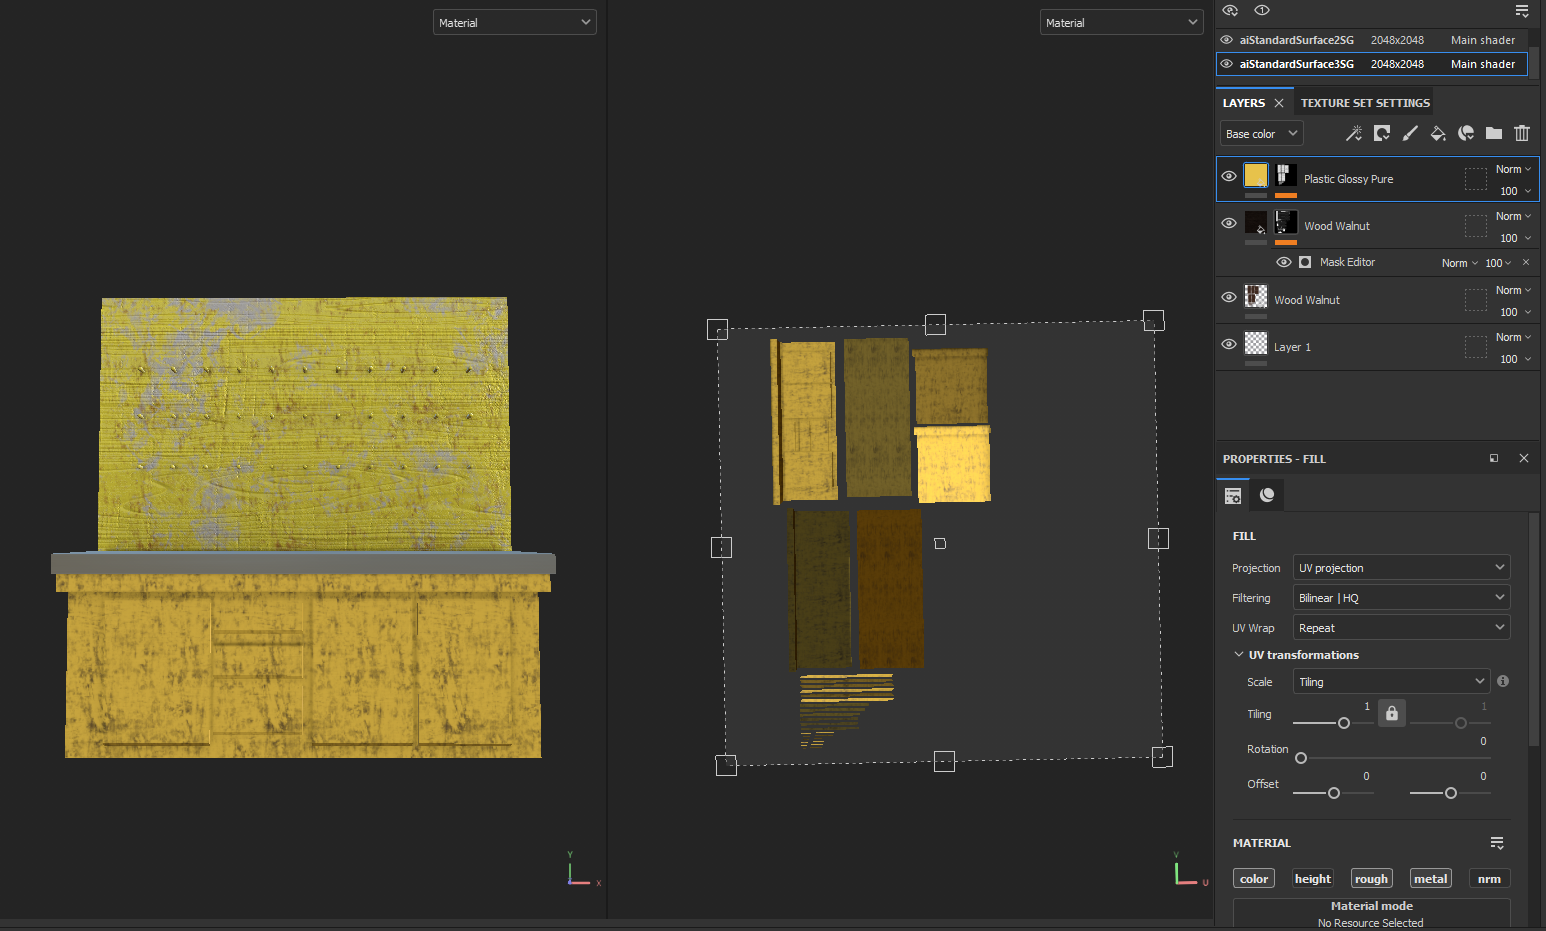 Material
Material
aiStandardSurface2SG 2048x2048 Main shader
aiStandardSurface3SG 2048x2048 Main shader
LAYERS TEXTURE SET SETTINGS
Base color
Plastic Glossy Pure Norm 100
Wood Walnut Norm 100
Mask Editor Norm 100
Wood Walnut Norm 100
Layer 1 Norm 100
PROPERTIES - FILL
FILL
Projection UV projection
Filtering Bilinear | HQ
UV Wrap Repeat
UV transformations
Scale Tiling
Tiling 1 1
Rotation 0
Offset 0 0
MATERIAL
color height rough metal nrm
Material mode
No Resource Selected
Y
X
V
U